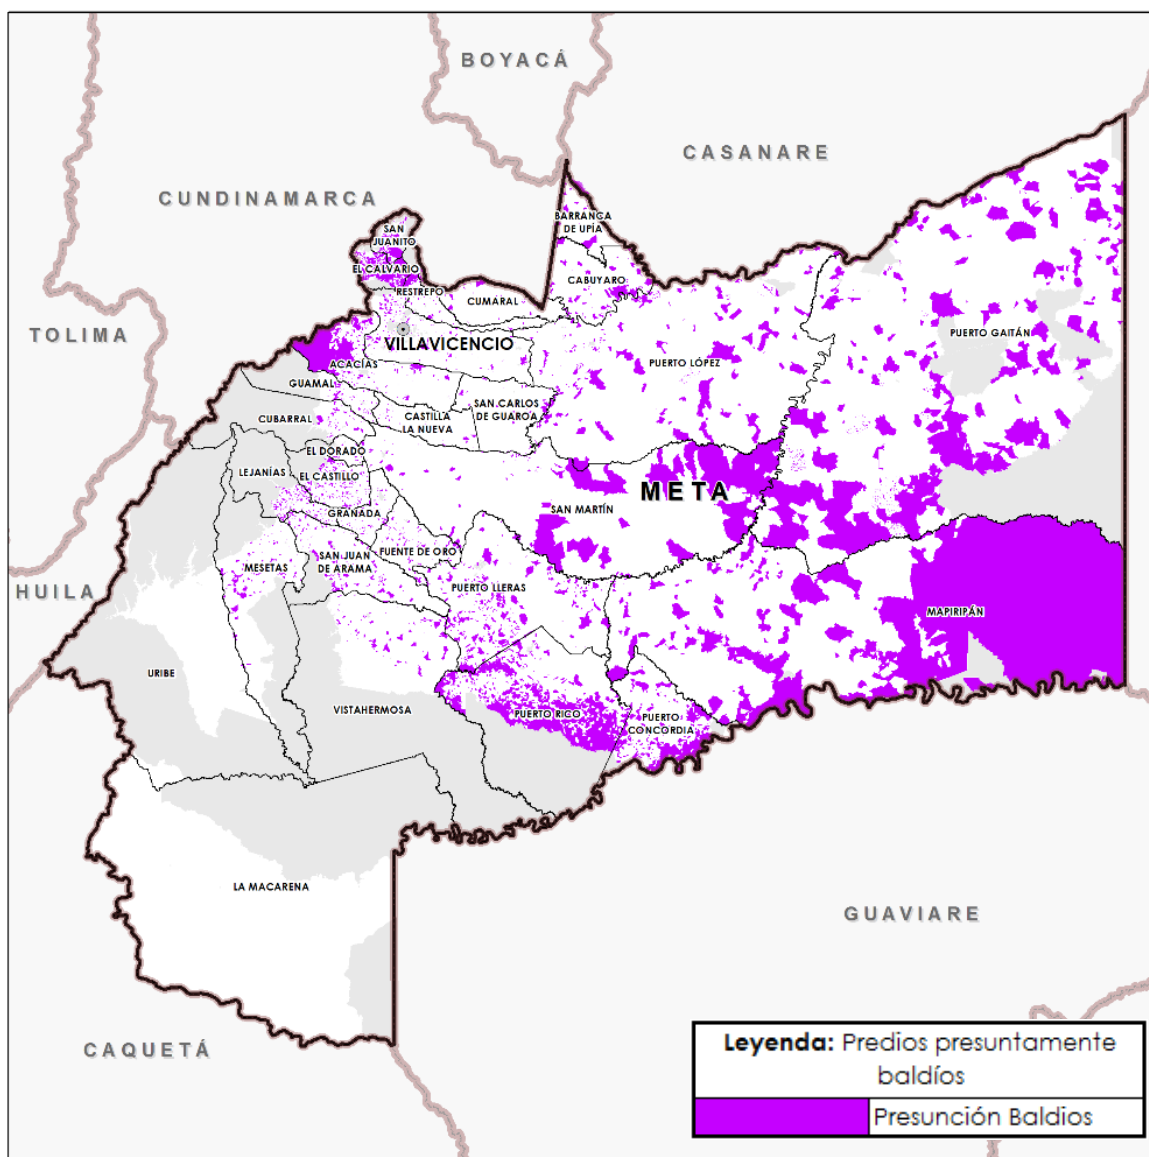 BOYACÁ
CASANARE
CUNDINAMARCA
BARRANCA
DE UPÍA
SAN
JUANITO
EL CALVARIO
CABUYARO
RESTREPO
CUMARAL
TOLIMA
VILLAVICENCIO
PUERTO GAITÁN
ACACÍAS
PUERTO LÓPEZ
GUAMAL
SAN CARLOS
DE GUAROA
CUBARRAL
CASTILLA
LA NUEVA
EL DORADO
LEJANÍAS
EL CASTILLO
META
SAN MARTÍN
GRANADA
FUENTE DE ORO
SAN JUAN
DE ARAMA
MESETAS
HUILA
PUERTO LLERAS
MAPIRIPÁN
URIBE
VISTAHERMOSA
PUERTO RICO
PUERTO
CONCORDIA
LA MACARENA
GUAVIARE
CAQUETÁ
Leyenda: Predios presuntamente
baldíos
Presunción Baldios